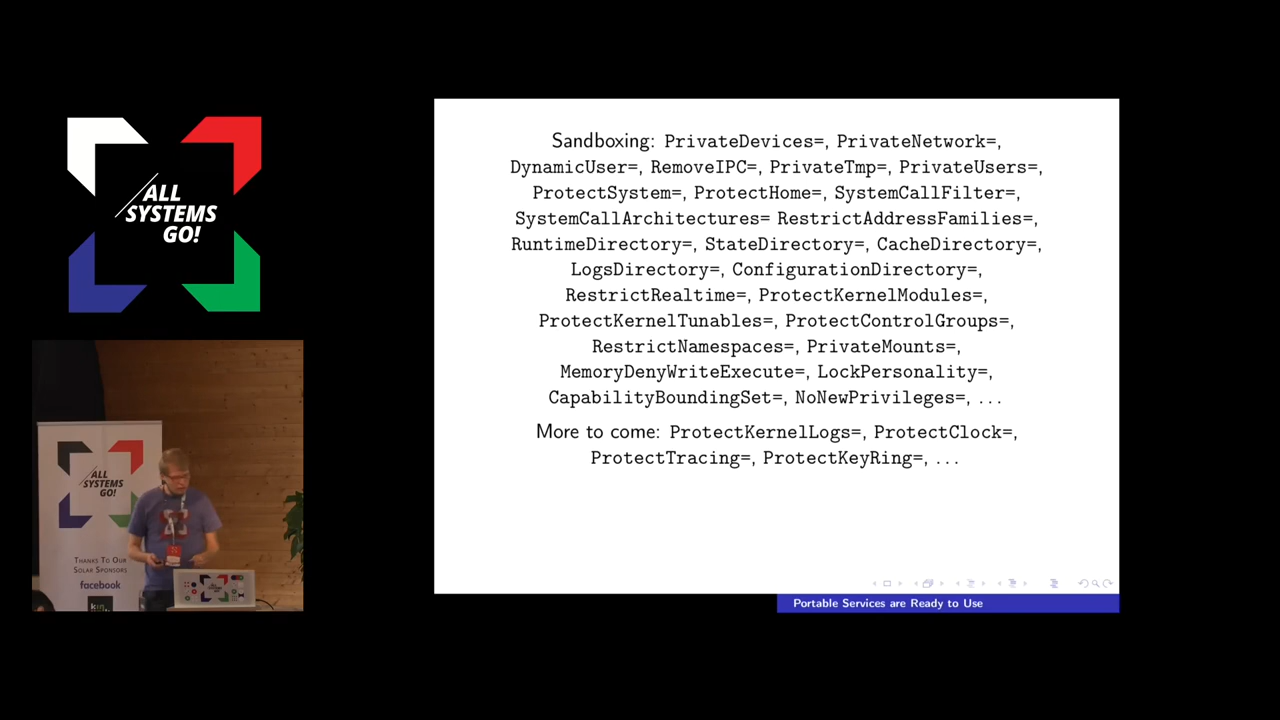 ALL
SYSTEMS
GO!
Sandboxing: PrivateDevices=, PrivateNetwork=,
DynamicUser=, RemoveIPC=, PrivateTmp=, PrivateUsers=,
ProtectSystem=, ProtectHome=, SystemCallFilter=,
SystemCallArchitectures= RestrictAddressFamilies=,
RuntimeDirectory=, StateDirectory=, CacheDirectory=,
LogsDirectory=, ConfigurationDirectory=,
RestrictRealtime=, ProtectKernelModules=,
ProtectKernelTunables=, ProtectControlGroups=,
RestrictNamespaces=, PrivateMounts=,
MemoryDenyWriteExecute=, LockPersonality=,
CapabilityBoundingSet=, NoNewPrivileges=, ...
More to come: ProtectKernelLogs=, ProtectClock=,
ProtectTracing=, ProtectKeyRing=, ...
Portable Services are Ready to Use
ALL
SYSTEMS
GO!
THANKS TO OUR
SOLAR SPONSORS
facebook